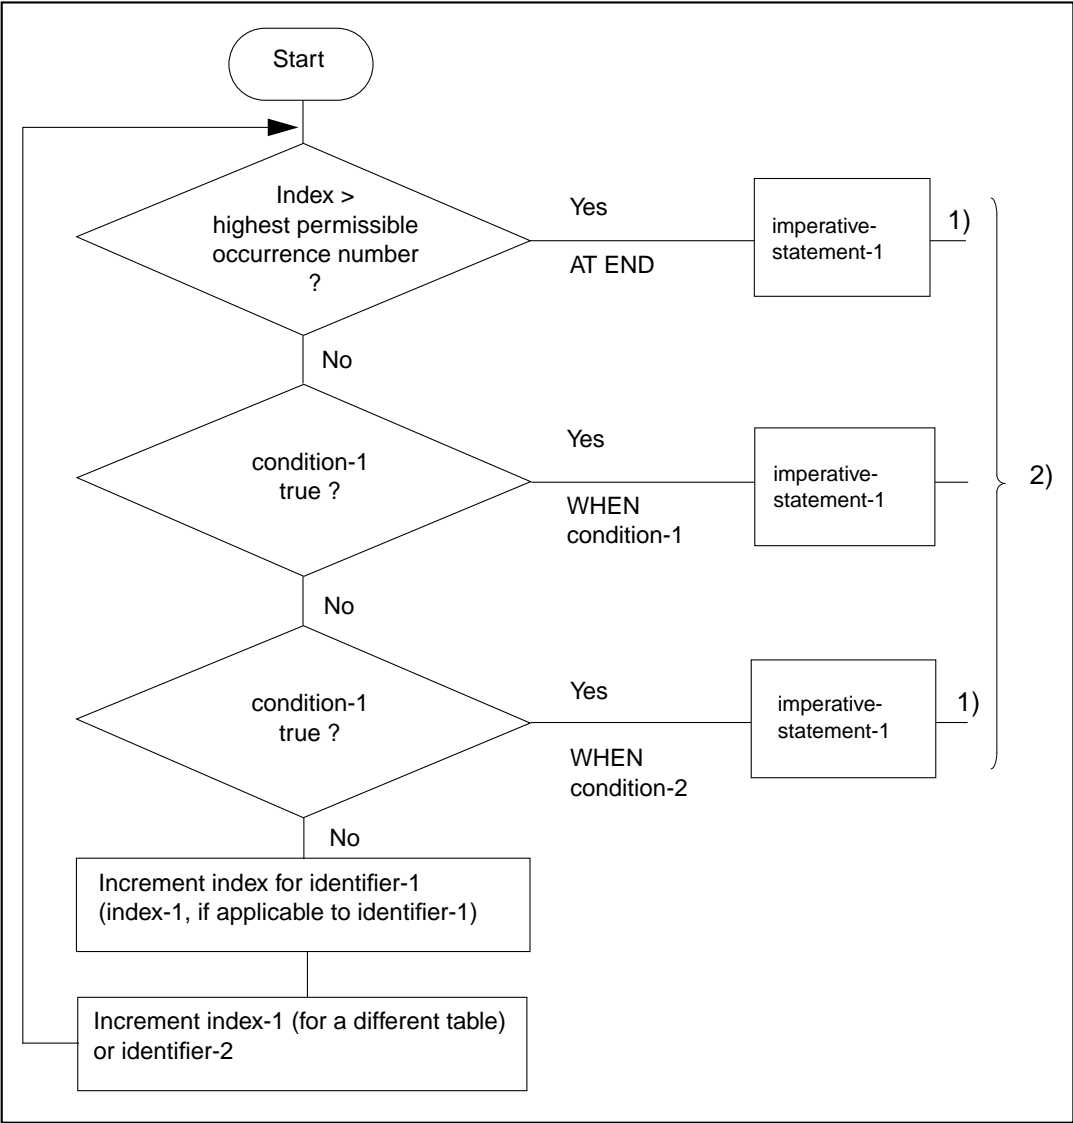 Start
Index >
highest permissible
occurrence number
?
Yes
AT END
imperative-
statement-1
1)
No
condition-1
true ?
Yes
WHEN
condition-1
imperative-
statement-1
2)
No
condition-1
true ?
Yes
WHEN
condition-2
imperative-
statement-1
1)
No
Increment index for identifier-1
(index-1, if applicable to identifier-1)
Increment index-1 (for a different table)
or identifier-2